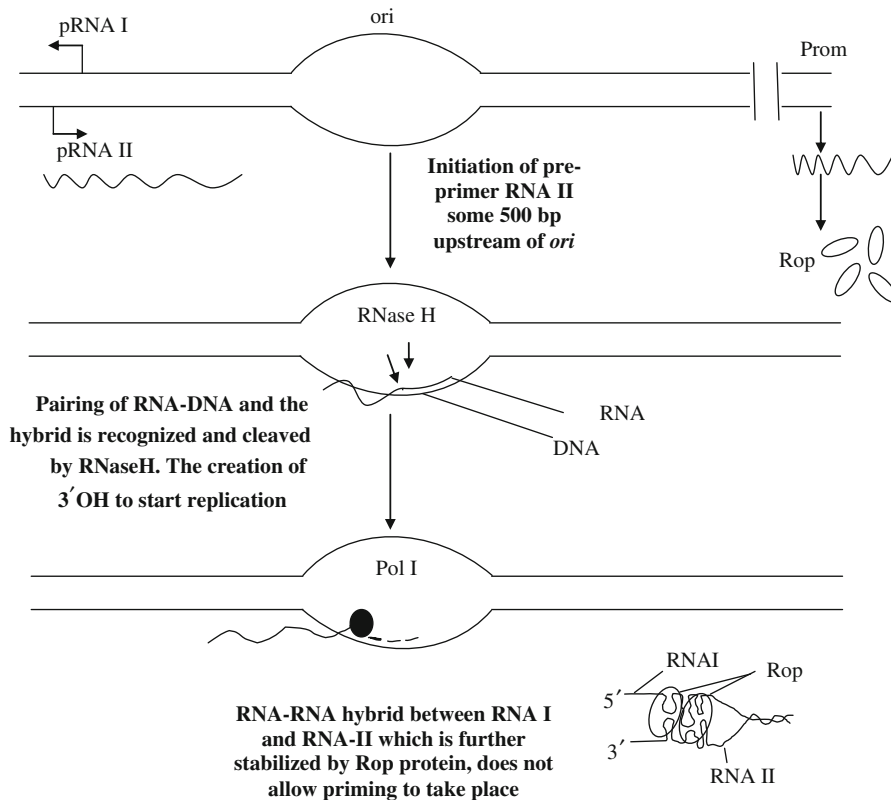 pRNA I
ori
Prom
pRNA II
Initiation of pre-
primer RNA II
some 500 bp
upstream of ori
Rop
RNase H
Pairing of RNA-DNA and the
hybrid is recognized and cleaved
by RNaseH. The creation of
3′OH to start replication
RNA
DNA
Pol I
RNA-RNA hybrid between RNA I
and RNA-II which is further
stabilized by Rop protein, does not
allow priming to take place
RNAI
Rop
5′
3′
RNA II